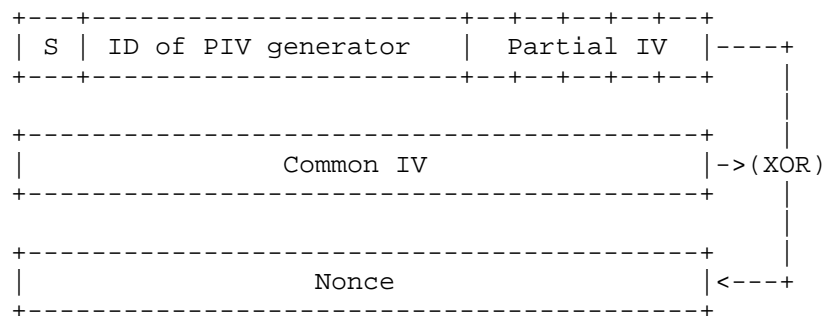 S ID of PIV generator Partial IV
Common IV ->(XOR)
Nonce